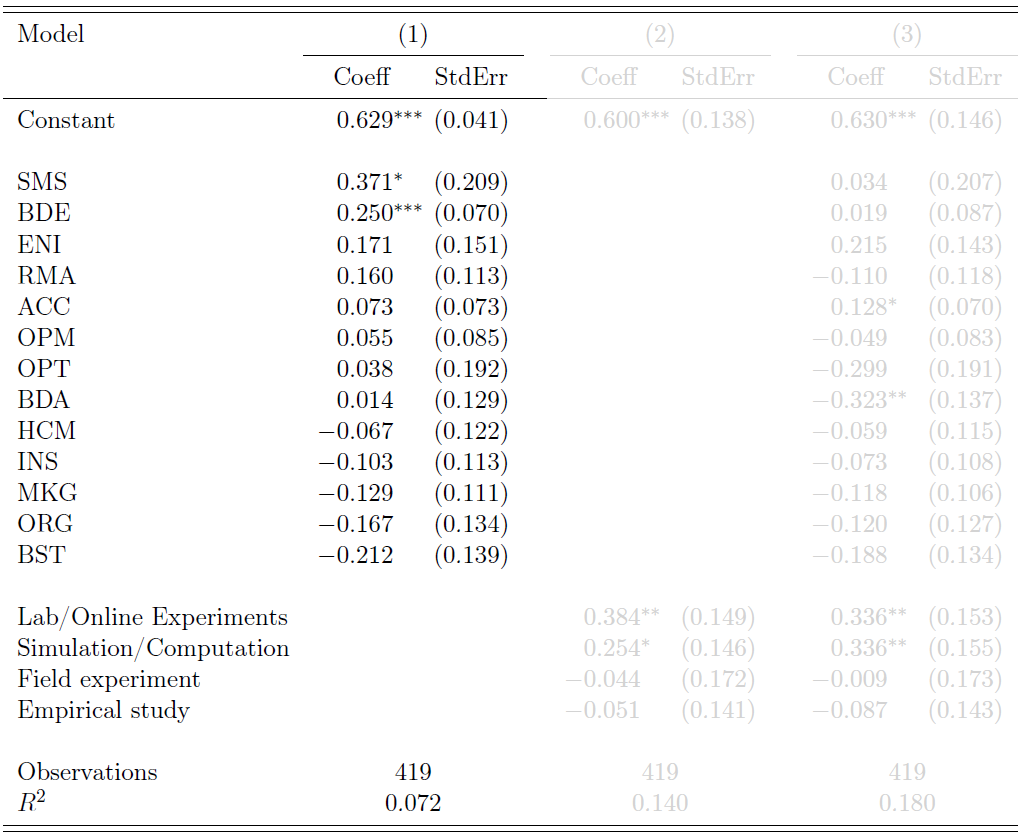 Model (1) (2) (3)
Coeff StdErr Coeff StdErr Coeff StdErr
Constant 0.629*** (0.041) 0.600*** (0.138) 0.630*** (0.146)
SMS 0.371* (0.209) 0.034 (0.207)
BDE 0.250*** (0.070) 0.019 (0.087)
ENI 0.171 (0.151) 0.215 (0.143)
RMA 0.160 (0.113) −0.110 (0.118)
ACC 0.073 (0.073) 0.128* (0.070)
OPM 0.055 (0.085) −0.049 (0.083)
OPT 0.038 (0.192) −0.299 (0.191)
BDA 0.014 (0.129) −0.323** (0.137)
HCM −0.067 (0.122) −0.059 (0.115)
INS −0.103 (0.113) −0.073 (0.108)
MKG −0.129 (0.111) −0.118 (0.106)
ORG −0.167 (0.134) −0.120 (0.127)
BST −0.212 (0.139) −0.188 (0.134)
Lab/Online Experiments 0.384** (0.149) 0.336** (0.153)
Simulation/Computation 0.254* (0.146) 0.336** (0.155)
Field experiment −0.044 (0.172) −0.009 (0.173)
Empirical study −0.051 (0.141) −0.087 (0.143)
Observations 419 419 419
R² 0.072 0.140 0.180